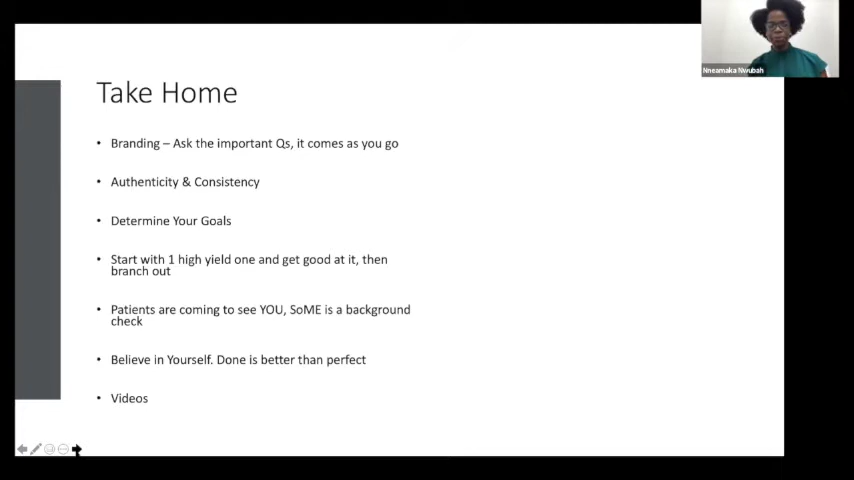 Nneamaka Nwubah
Take Home
• Branding – Ask the important Qs, it comes as you go
• Authenticity & Consistency
• Determine Your Goals
• Start with 1 high yield one and get good at it, then
branch out
• Patients are coming to see YOU, SoME is a background
check
• Believe in Yourself. Done is better than perfect
• Videos